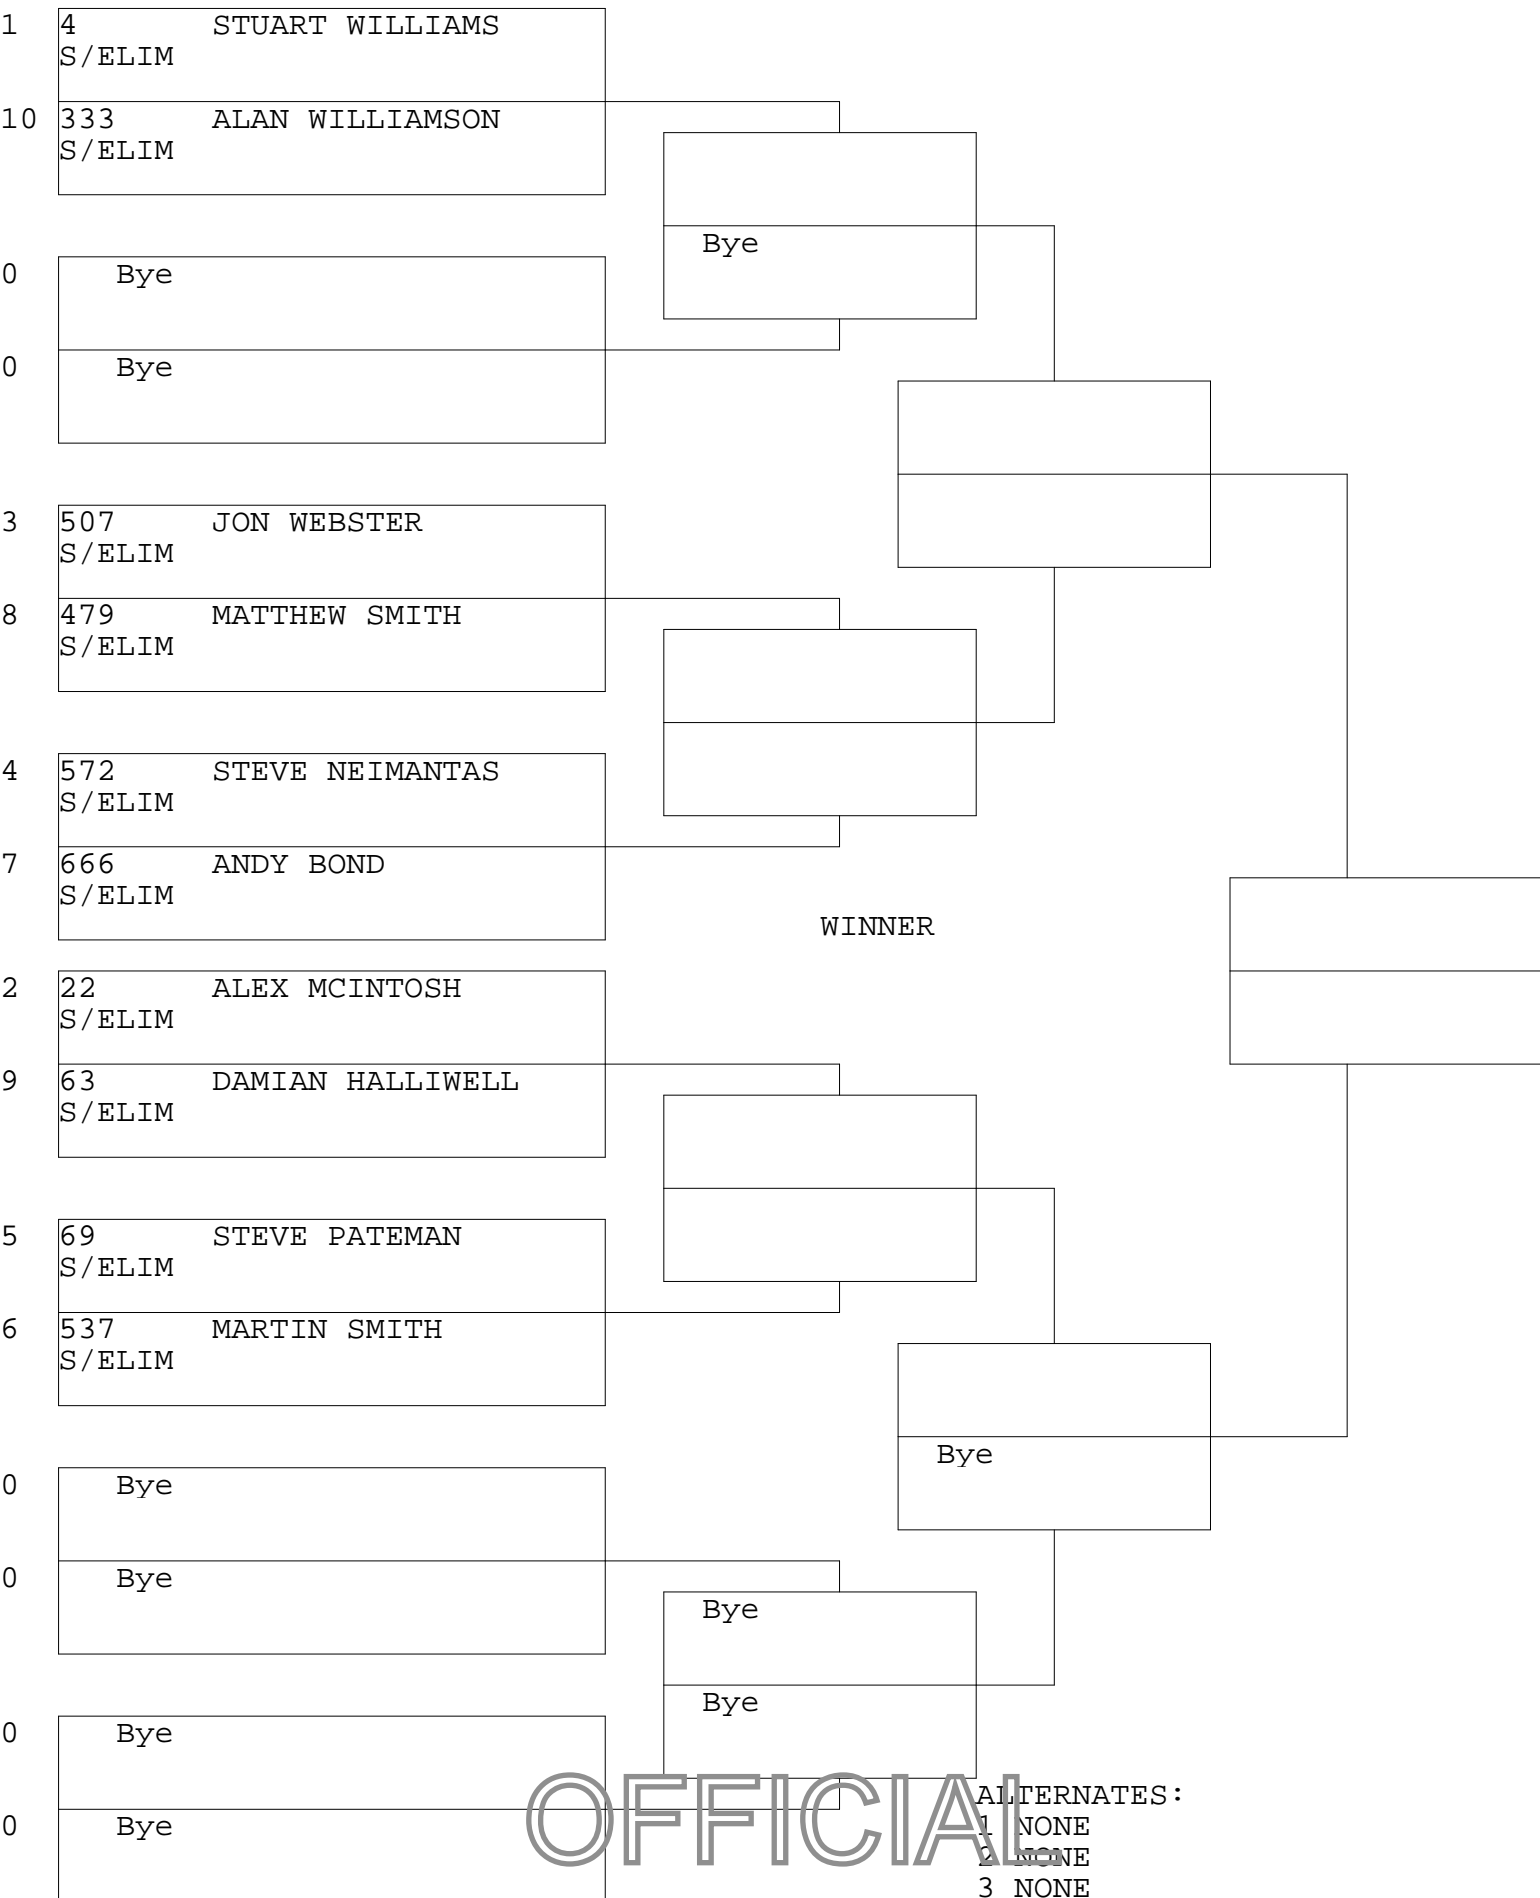 1 4 STUART WILLIAMS
S/ELIM
10 333 ALAN WILLIAMSON
S/ELIM
Bye
0 Bye
0 Bye
3 507 JON WEBSTER
S/ELIM
8 479 MATTHEW SMITH
S/ELIM
4 572 STEVE NEIMANTAS
S/ELIM
7 666 ANDY BOND
S/ELIM
WINNER
2 22 ALEX MCINTOSH
S/ELIM
9 63 DAMIAN HALLIWELL
S/ELIM
5 69 STEVE PATEMAN
S/ELIM
6 537 MARTIN SMITH
S/ELIM
Bye
0 Bye
0 Bye
Bye
Bye
0 Bye
0 Bye
OFFICIAL
ALTERNATES:
1 NONE
2 NONE
3 NONE